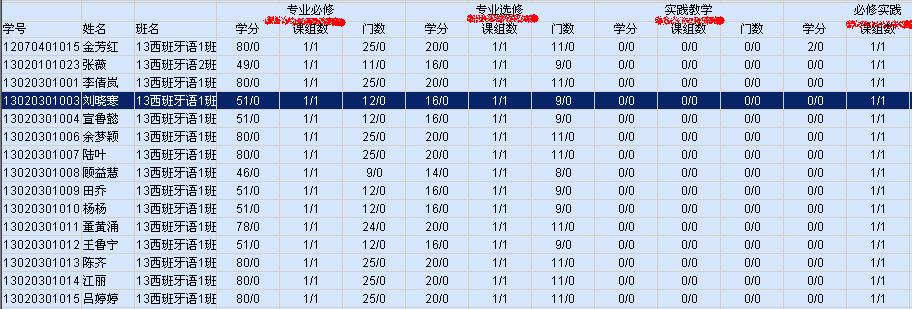 专业必修 专业选修 实践教学 必修实践
学号 姓名 班名 学分 课组数 门数 学分 课组数 门数 学分 课组数 门数 学分 课组数
12070401015 金芳红 13西班牙语1班 80/0 1/1 25/0 20/0 1/1 11/0 0/0 0/0 0/0 2/0 1/1
13020101023 张薇 13西班牙语2班 49/0 1/1 11/0 16/0 1/1 9/0 0/0 0/0 0/0 0/0 1/1
13020301001 李倩岚 13西班牙语1班 80/0 1/1 25/0 20/0 1/1 11/0 0/0 0/0 0/0 0/0 1/1
13020301003 刘晓寒 13西班牙语1班 51/0 1/1 12/0 16/0 1/1 9/0 0/0 0/0 0/0 0/0 1/1
13020301004 宣鲁懿 13西班牙语1班 51/0 1/1 12/0 16/0 1/1 9/0 0/0 0/0 0/0 0/0 1/1
13020301006 余梦颖 13西班牙语1班 80/0 1/1 25/0 20/0 1/1 11/0 0/0 0/0 0/0 0/0 1/1
13020301007 陆叶 13西班牙语1班 80/0 1/1 25/0 20/0 1/1 11/0 0/0 0/0 0/0 0/0 1/1
13020301008 顾益慧 13西班牙语1班 46/0 1/1 9/0 14/0 1/1 8/0 0/0 0/0 0/0 0/0 1/1
13020301009 田乔 13西班牙语1班 51/0 1/1 12/0 16/0 1/1 9/0 0/0 0/0 0/0 0/0 1/1
13020301010 杨杨 13西班牙语1班 51/0 1/1 12/0 16/0 1/1 9/0 0/0 0/0 0/0 0/0 1/1
13020301011 董黄涌 13西班牙语1班 78/0 1/1 24/0 20/0 1/1 11/0 0/0 0/0 0/0 0/0 1/1
13020301012 王鲁宁 13西班牙语1班 51/0 1/1 12/0 16/0 1/1 9/0 0/0 0/0 0/0 0/0 1/1
13020301013 陈齐 13西班牙语1班 80/0 1/1 25/0 20/0 1/1 11/0 0/0 0/0 0/0 0/0 1/1
13020301014 江丽 13西班牙语1班 80/0 1/1 25/0 20/0 1/1 11/0 0/0 0/0 0/0 0/0 1/1
13020301015 吕婷婷 13西班牙语1班 80/0 1/1 25/0 20/0 1/1 11/0 0/0 0/0 0/0 0/0 1/1